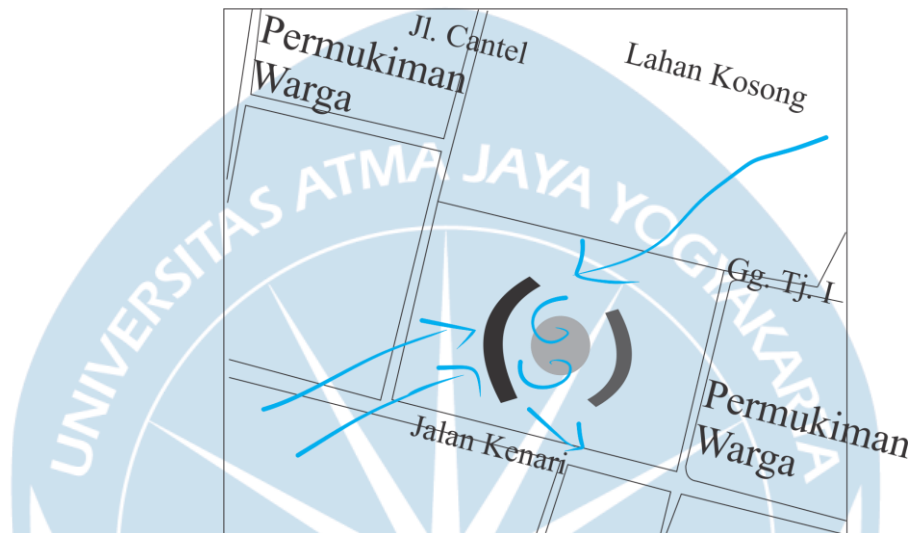 Permukiman
Warga
Jl. Cantel
Lahan Kosong
UNIVERSITAS ATMA JAYA YOGYAKARTA
Gg. Tj. I
Jalan Kenari
Permukiman
Warga